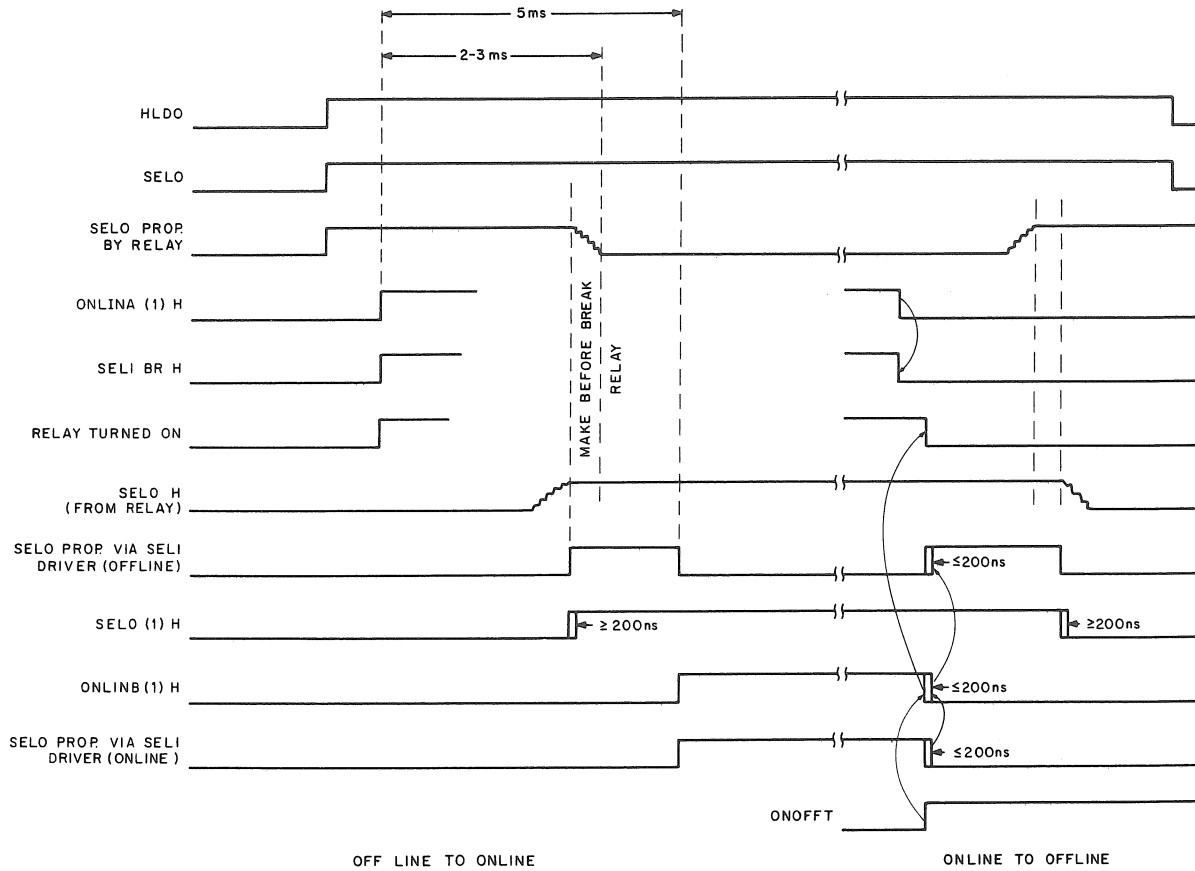 5ms
2-3ms
HLDO
SELO
SELO PROP.
BY RELAY
ONLINA (1) H
SELI BR H
MAKE BEFORE BREAK
RELAY
RELAY TURNED ON
SELO H
(FROM RELAY)
SELO PROP. VIA SELI
DRIVER (OFFLINE)
≤200ns
SELO (1) H
≥200ns
≥200ns
ONLINB (1) H
≤200ns
SELO PROP. VIA SELI
DRIVER (ONLINE)
≤200ns
ONOFFT
OFF LINE TO ONLINE
ONLINE TO OFFLINE